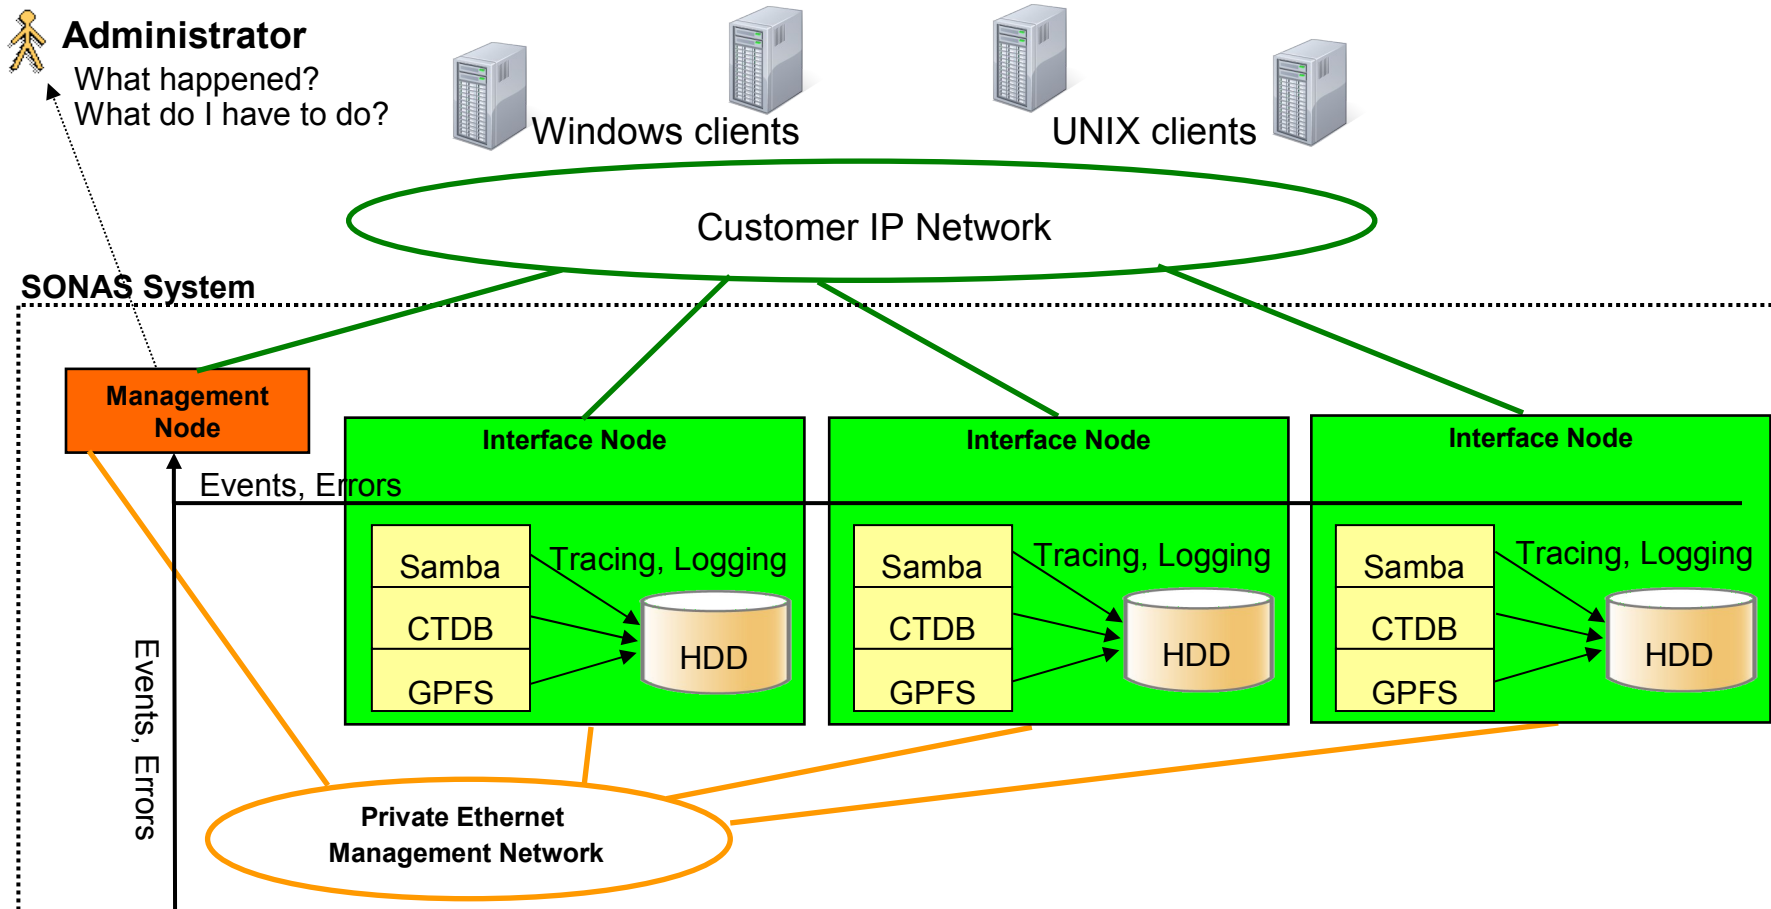 Administrator
What happened?
What do I have to do?
Windows clients
UNIX clients
Customer IP Network
SONAS System
Management
Node
Interface Node
Interface Node
Interface Node
Events, Errors
Samba
CTDB
GPFS
Tracing, Logging
HDD
Samba
CTDB
GPFS
Tracing, Logging
HDD
Samba
CTDB
GPFS
Tracing, Logging
HDD
Events, Errors
Private Ethernet
Management Network